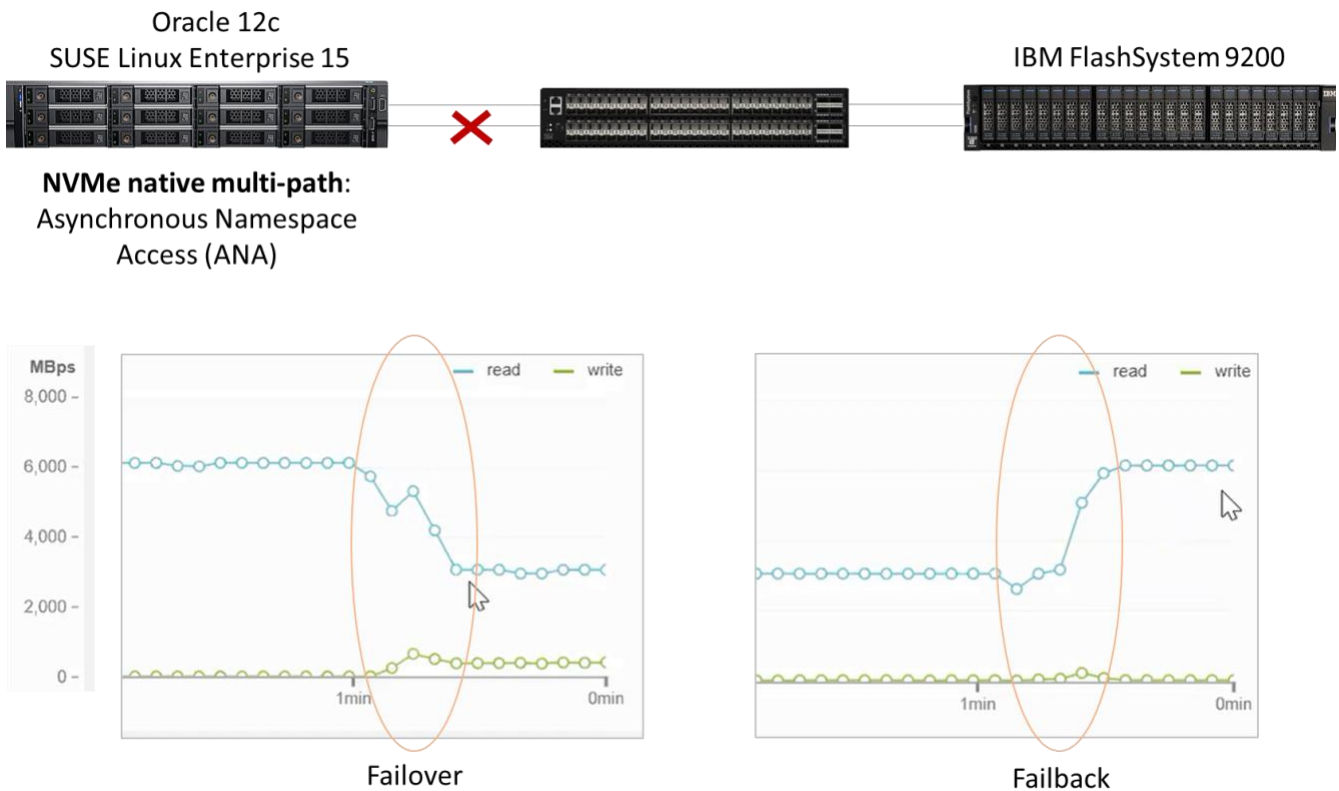 Oracle 12c
SUSE Linux Enterprise 15
IBM FlashSystem 9200
IBM
NVMe native multi-path:
Asynchronous Namespace
Access (ANA)
MBps
8,000
6,000
4,000
2,000
0
read write
1min 0min
Failover
read write
1min 0min
Failback